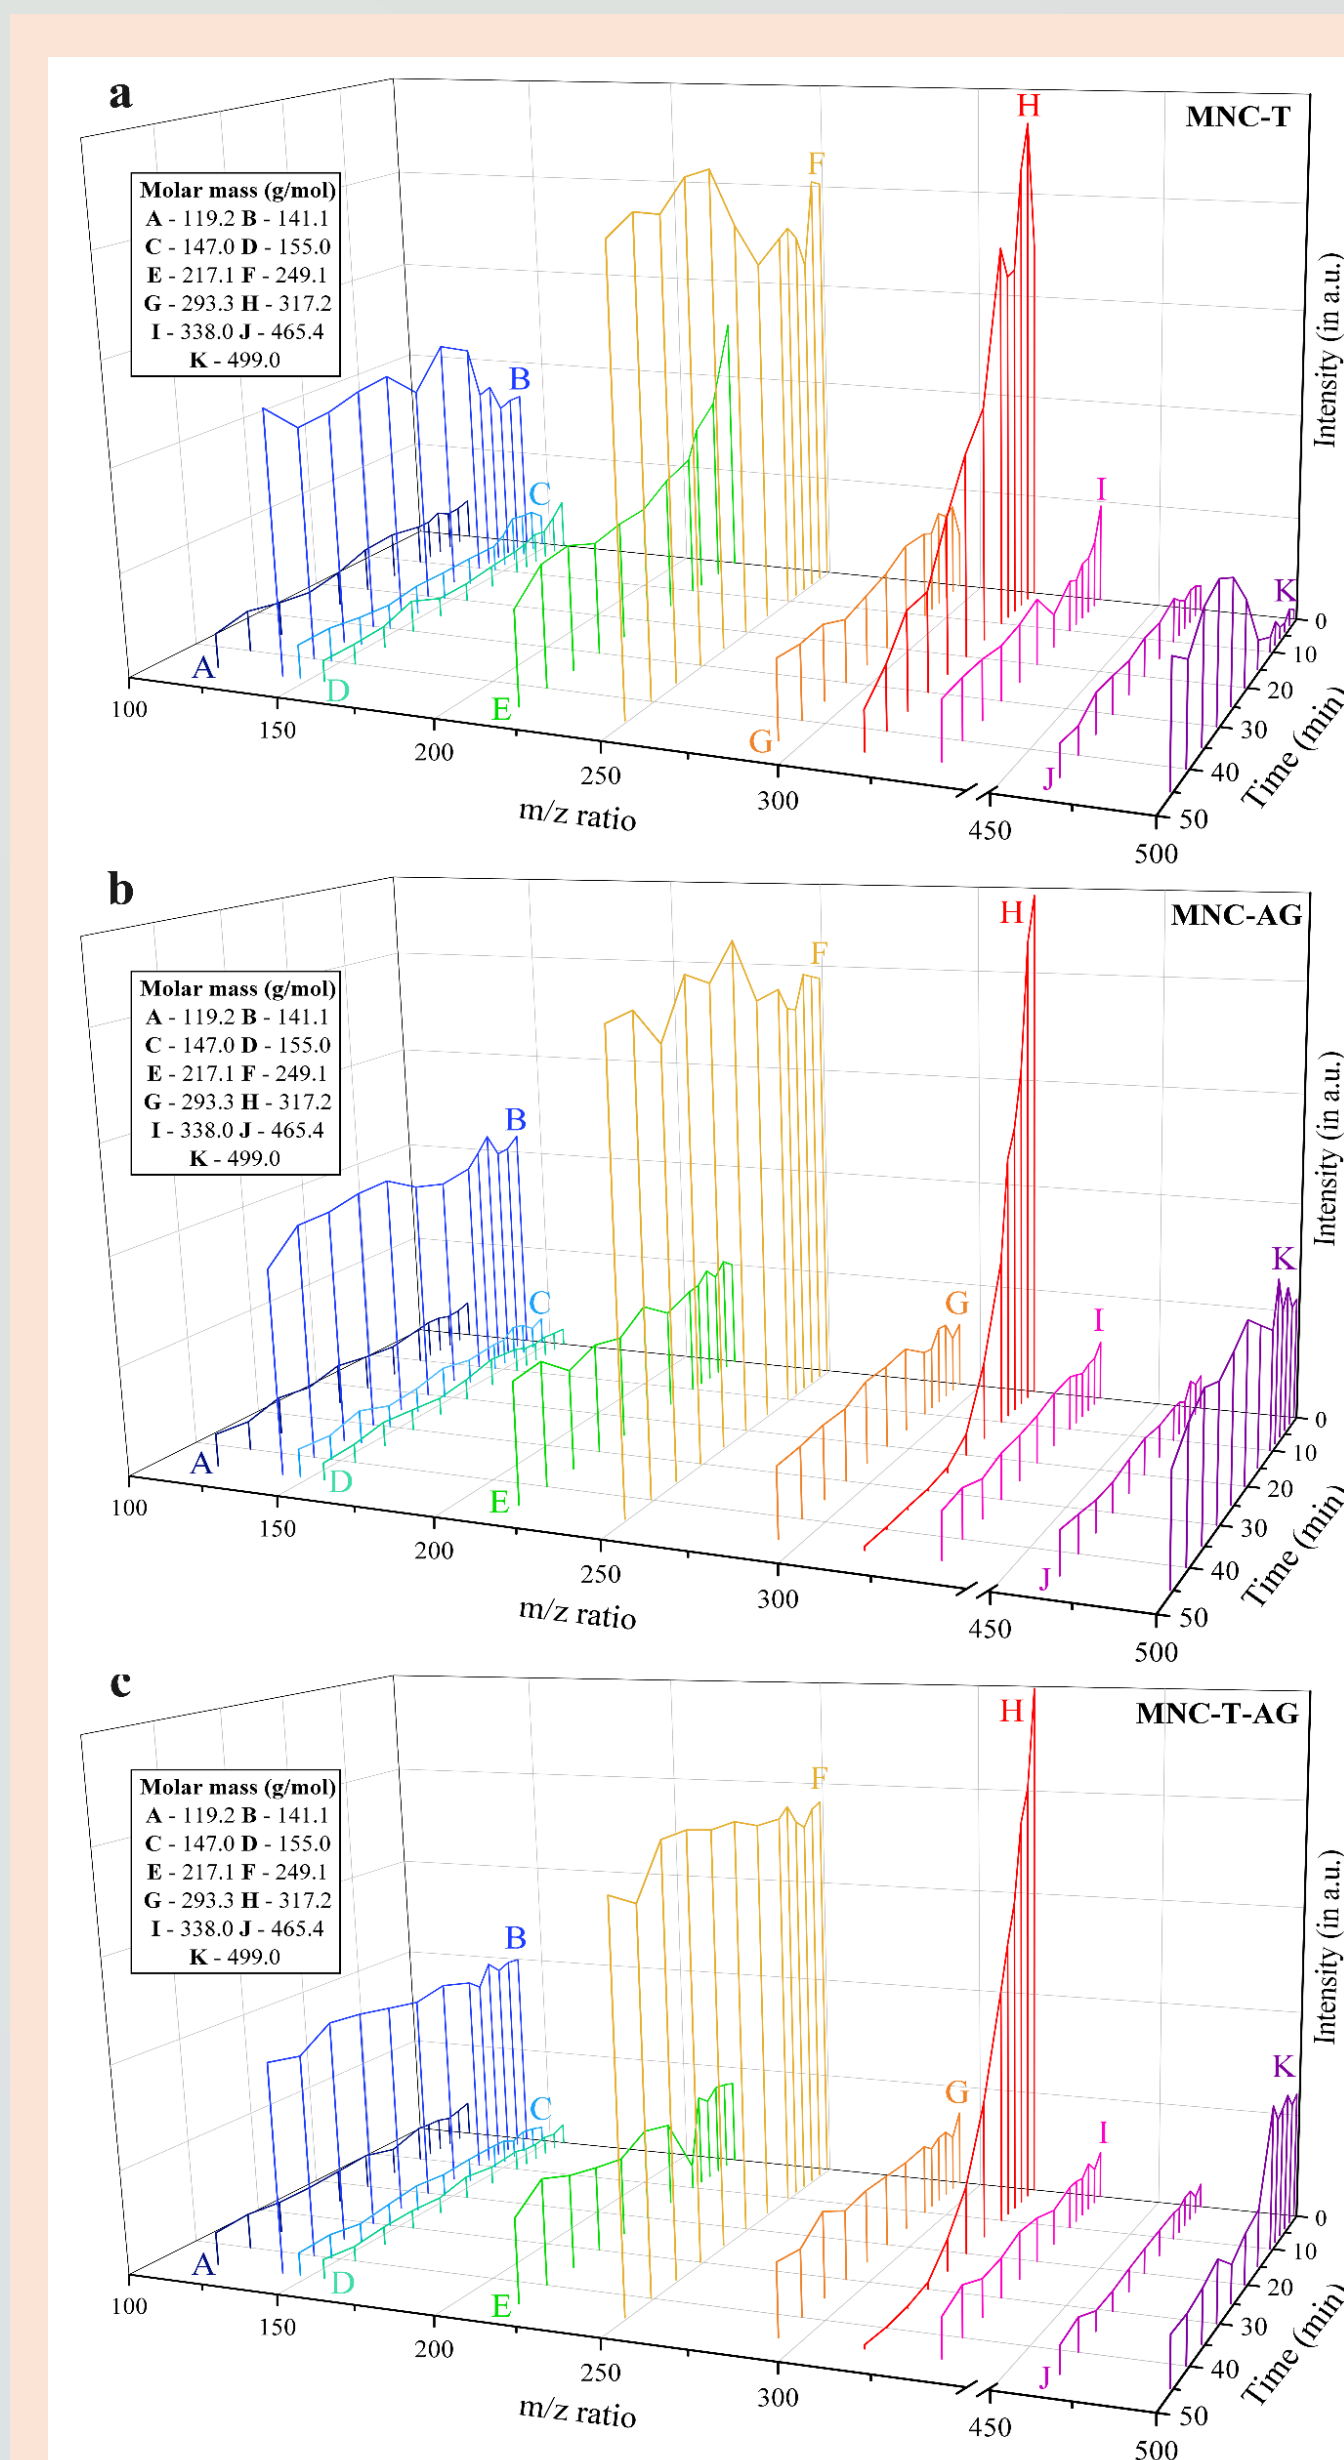 a
MNC-T
Molar mass (g/mol)
A - 119.2 B - 141.1
C - 147.0 D - 155.0
E - 217.1 F - 249.1
G - 293.3 H - 317.2
I - 338.0 J - 465.4
K - 499.0
H
F
B
C
I
K
A
D
E
G
J
100
150
200
250
300
450
500
m/z ratio
0
10
20
30
40
50
Time (min)
Intensity (in a.u.)
b
MNC-AG
Molar mass (g/mol)
A - 119.2 B - 141.1
C - 147.0 D - 155.0
E - 217.1 F - 249.1
G - 293.3 H - 317.2
I - 338.0 J - 465.4
K - 499.0
H
F
B
K
C
G
I
A
D
E
J
100
150
200
250
300
450
500
m/z ratio
0
10
20
30
40
50
Time (min)
Intensity (in a.u.)
c
MNC-T-AG
Molar mass (g/mol)
A - 119.2 B - 141.1
C - 147.0 D - 155.0
E - 217.1 F - 249.1
G - 293.3 H - 317.2
I - 338.0 J - 465.4
K - 499.0
H
F
B
K
C
G
I
A
D
E
J
100
150
200
250
300
450
500
m/z ratio
0
10
20
30
40
50
Time (min)
Intensity (in a.u.)